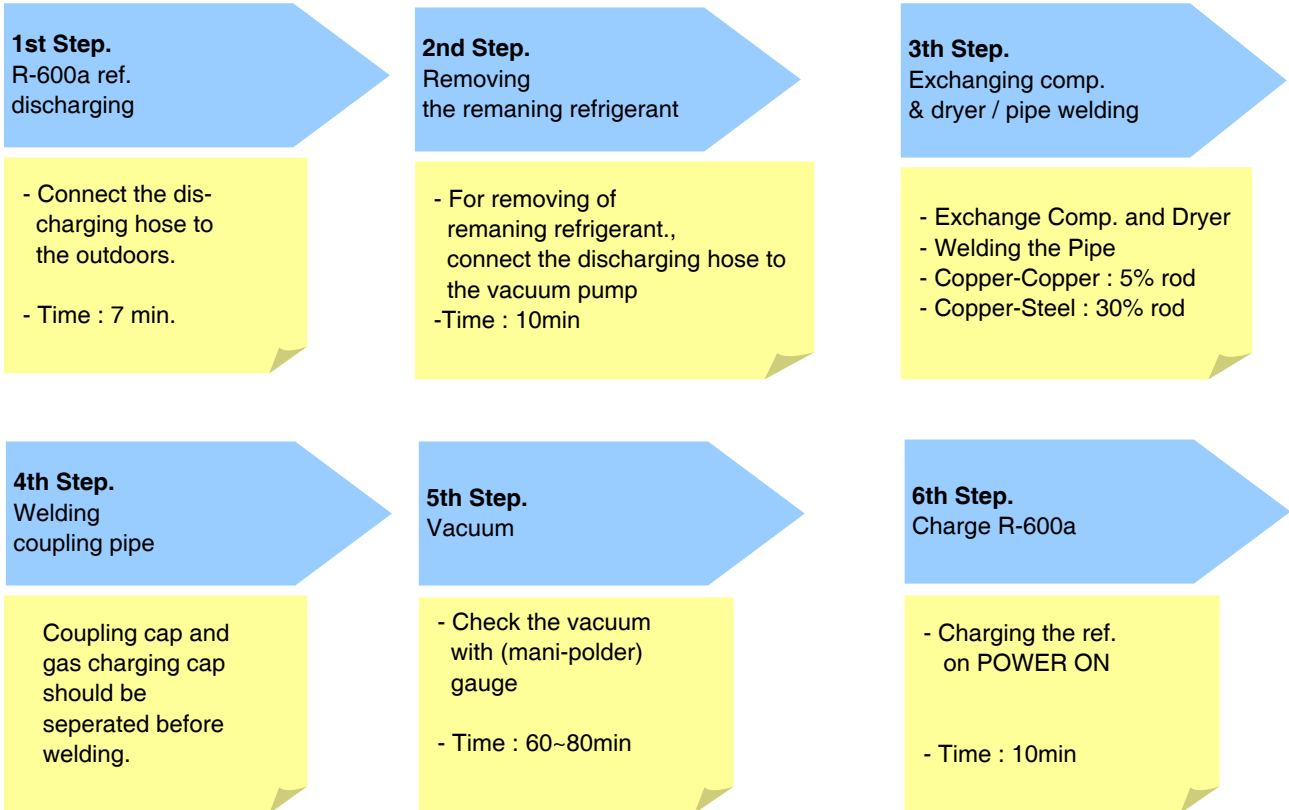 1st Step.
R-600a ref.
discharging
- Connect the dis-
charging hose to
the outdoors.
- Time : 7 min.
2nd Step.
Removing
the remaning refrigerant
- For removing of
remaning refrigerant.,
connect the discharging hose to
the vacuum pump
-Time : 10min
3th Step.
Exchanging comp.
& dryer / pipe welding
- Exchange Comp. and Dryer
- Welding the Pipe
- Copper-Copper : 5% rod
- Copper-Steel : 30% rod
4th Step.
Welding
coupling pipe
Coupling cap and
gas charging cap
should be
seperated before
welding.
5th Step.
Vacuum
- Check the vacuum
with (mani-polder)
gauge
- Time : 60~80min
6th Step.
Charge R-600a
- Charging the ref.
on POWER ON
- Time : 10min